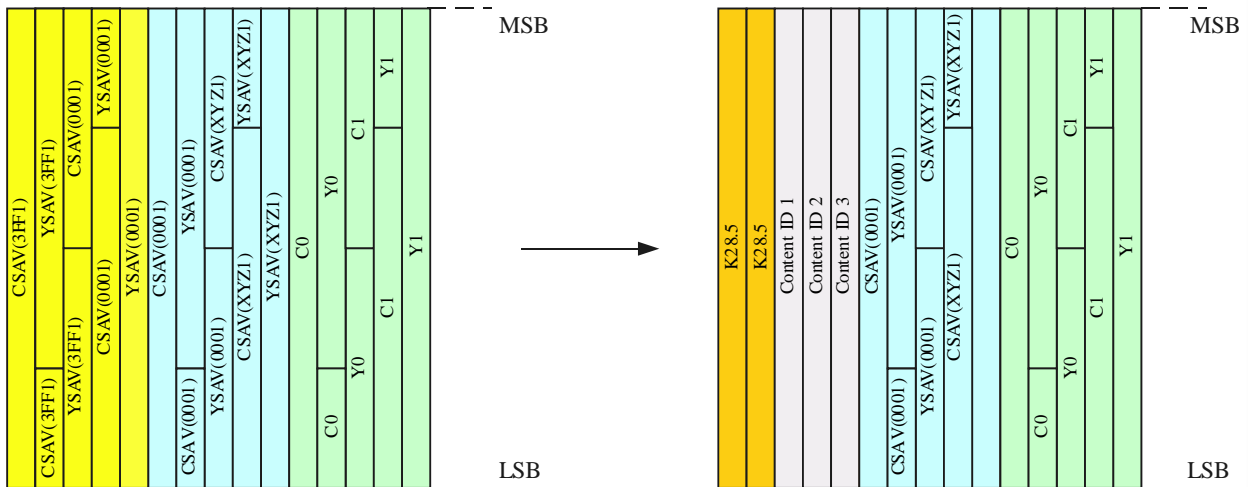 MSB
CSAV(3FF1)
CSAV(3FF1)
YSAV(3FF1)
YSAV(3FF1)
CSAV(0001)
CSAV(0001)
YSAV(0001)
YSAV(0001)
CSAV(0001)
CSAV(0001)
YSAV(0001)
YSAV(0001)
CSAV(XYZ1)
CSAV(XYZ1)
YSAV(XYZ1)
YSAV(XYZ1)
C0
C0
Y0
Y0
C1
C1
Y1
Y1
LSB
MSB
K28.5
K28.5
Content ID 1
Content ID 2
Content ID 3
CSAV(0001)
CSAV(0001)
YSAV(0001)
YSAV(0001)
CSAV(XYZ1)
CSAV(XYZ1)
YSAV(XYZ1)
C0
C0
Y0
Y0
C1
C1
Y1
Y1
LSB